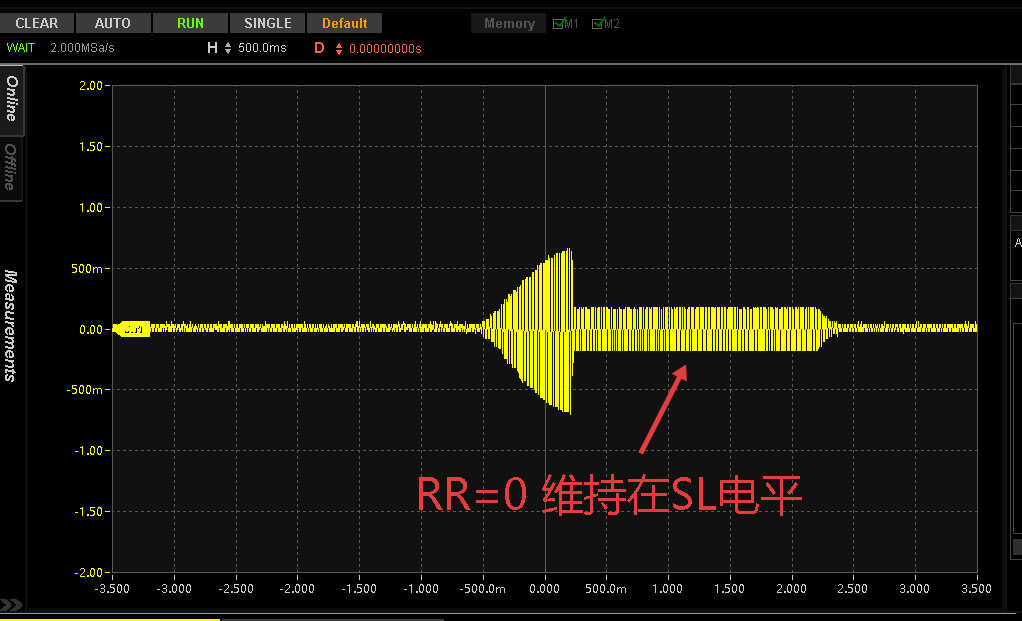 CLEAR AUTO RUN SINGLE Default Memory M1 M2
WAIT 2.000MSa/s H 500.0ms D 0.00000000s
Online
Offline
Measurements
2.00
1.50
1.00
500m
0.00
-500m
-1.00
-1.50
-2.00
RR=0 维持在SL电平
-3.500 -3.000 -2.500 -2.000 -1.500 -1.000 -500.0m 0.000 500.0m 1.000 1.500 2.000 2.500 3.000 3.500
A